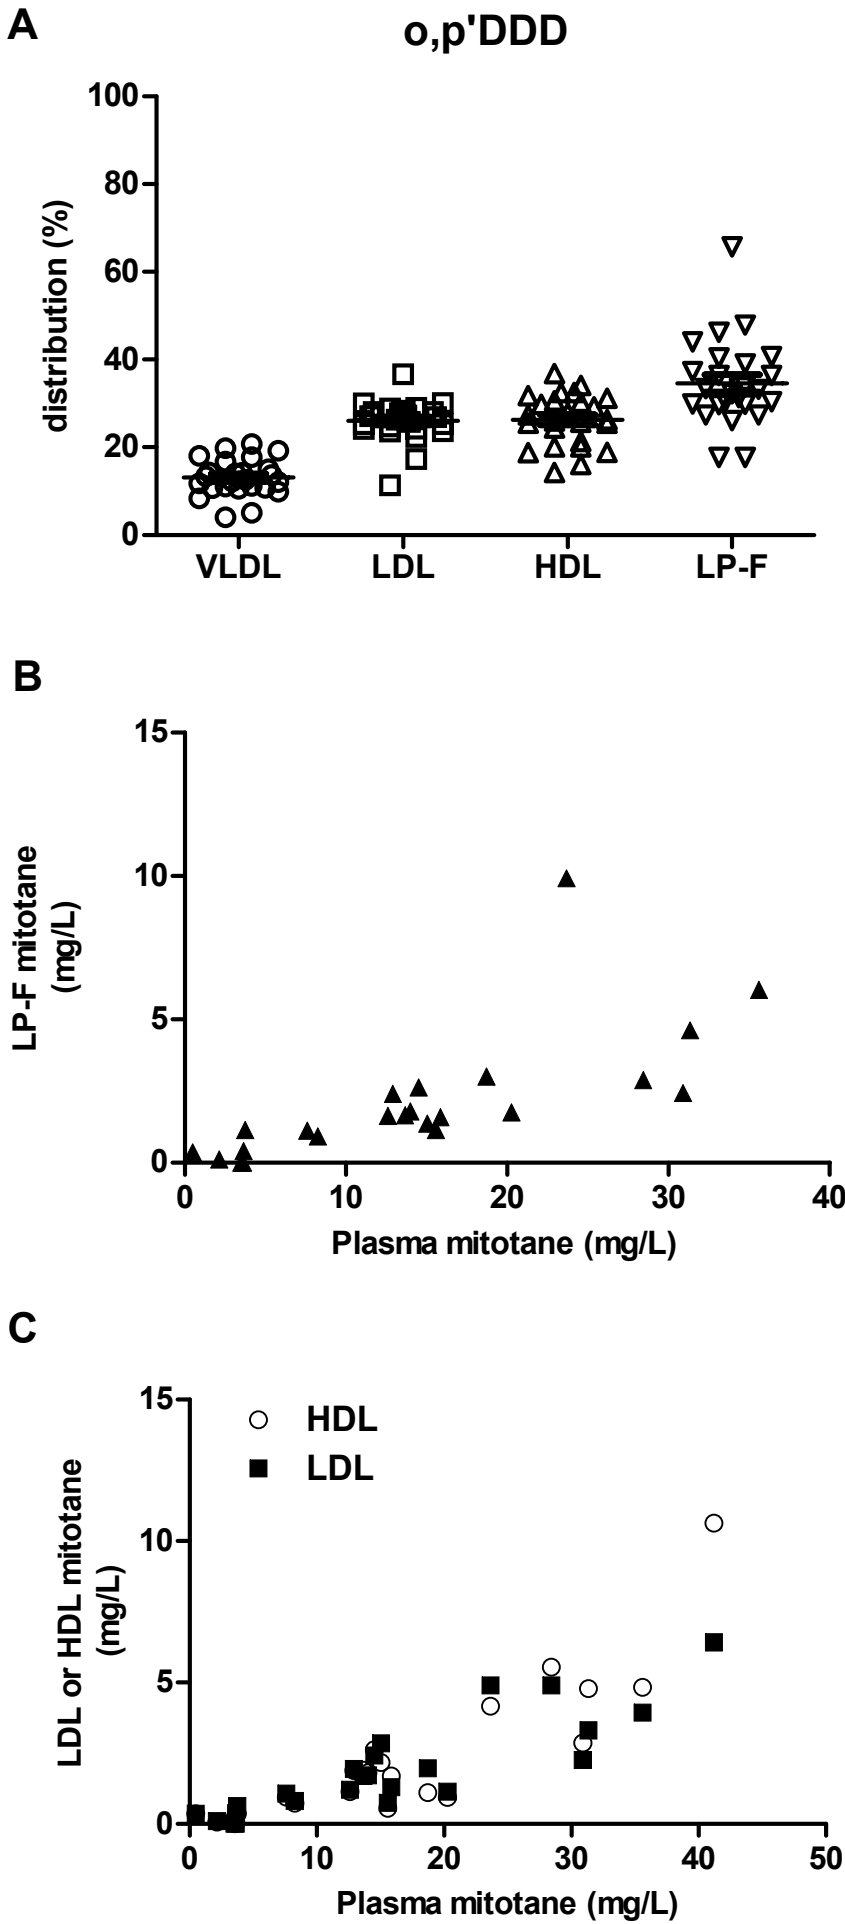 A
o,p'DDD
distribution (%)
100
80
60
40
20
0
VLDL LDL HDL LP-F
B
LP-F mitotane
(mg/L)
15
10
5
0
0 10 20 30 40
Plasma mitotane (mg/L)
C
LDL or HDL mitotane
(mg/L)
15
10
5
0
HDL
LDL
0 10 20 30 40 50
Plasma mitotane (mg/L)